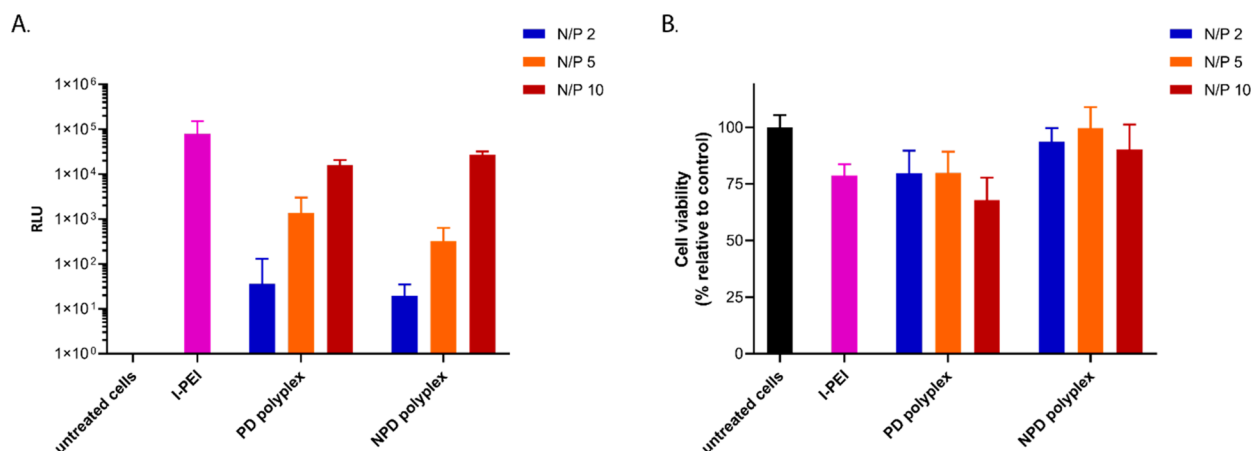 A.
N/P 2
N/P 5
N/P 10
1×10⁶
1×10⁵
1×10⁴
1×10³
1×10²
1×10¹
1×10⁰
RLU
untreated cells
l-PEI
PD polyplex
NPD polyplex
B.
N/P 2
N/P 5
N/P 10
100
75
50
25
0
Cell viability
(% relative to control)
untreated cells
l-PEI
PD polyplex
NPD polyplex